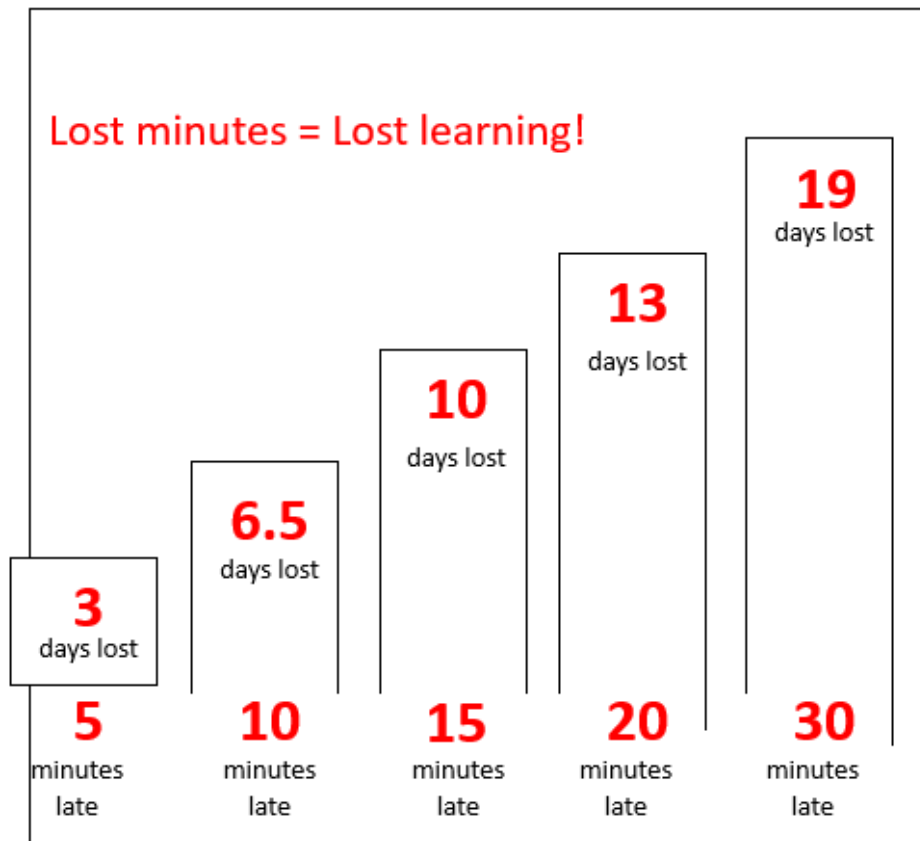 Lost minutes = Lost learning!
19
days lost
13
days lost
10
days lost
6.5
days lost
3
days lost
5
minutes
late
10
minutes
late
15
minutes
late
20
minutes
late
30
minutes
late